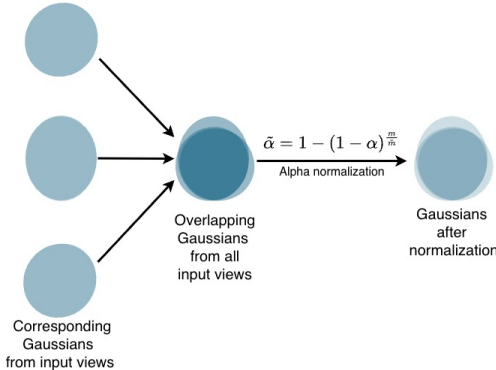 α̃ = 1 − (1 − α)^{m/m̃}
Alpha normalization
Overlapping
Gaussians
from all
input views
Gaussians
after
normalization
Corresponding
Gaussians
from input views